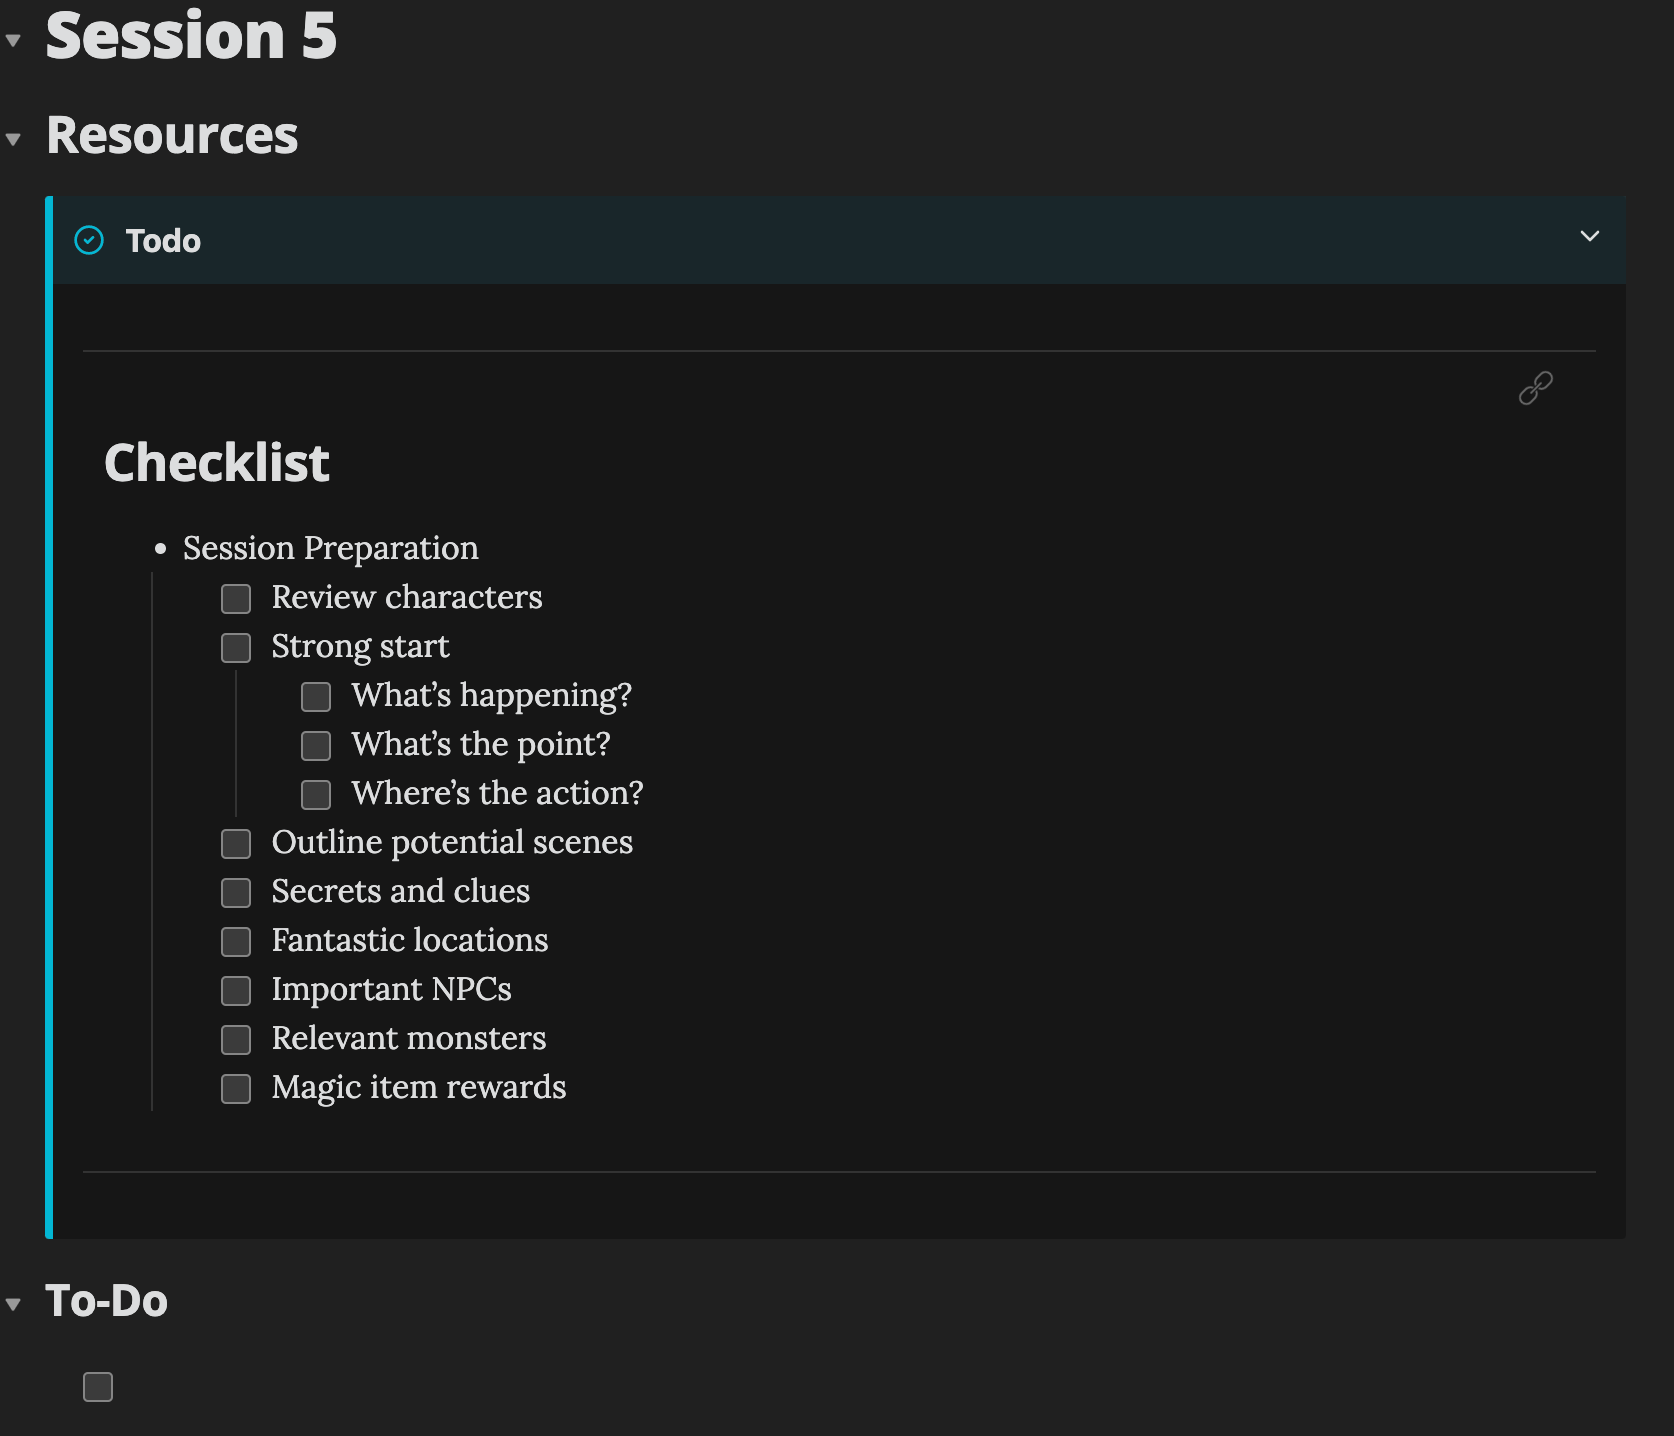 Session 5
Resources
Todo
Checklist
Session Preparation
Review characters
Strong start
What’s happening?
What’s the point?
Where’s the action?
Outline potential scenes
Secrets and clues
Fantastic locations
Important NPCs
Relevant monsters
Magic item rewards
To-Do